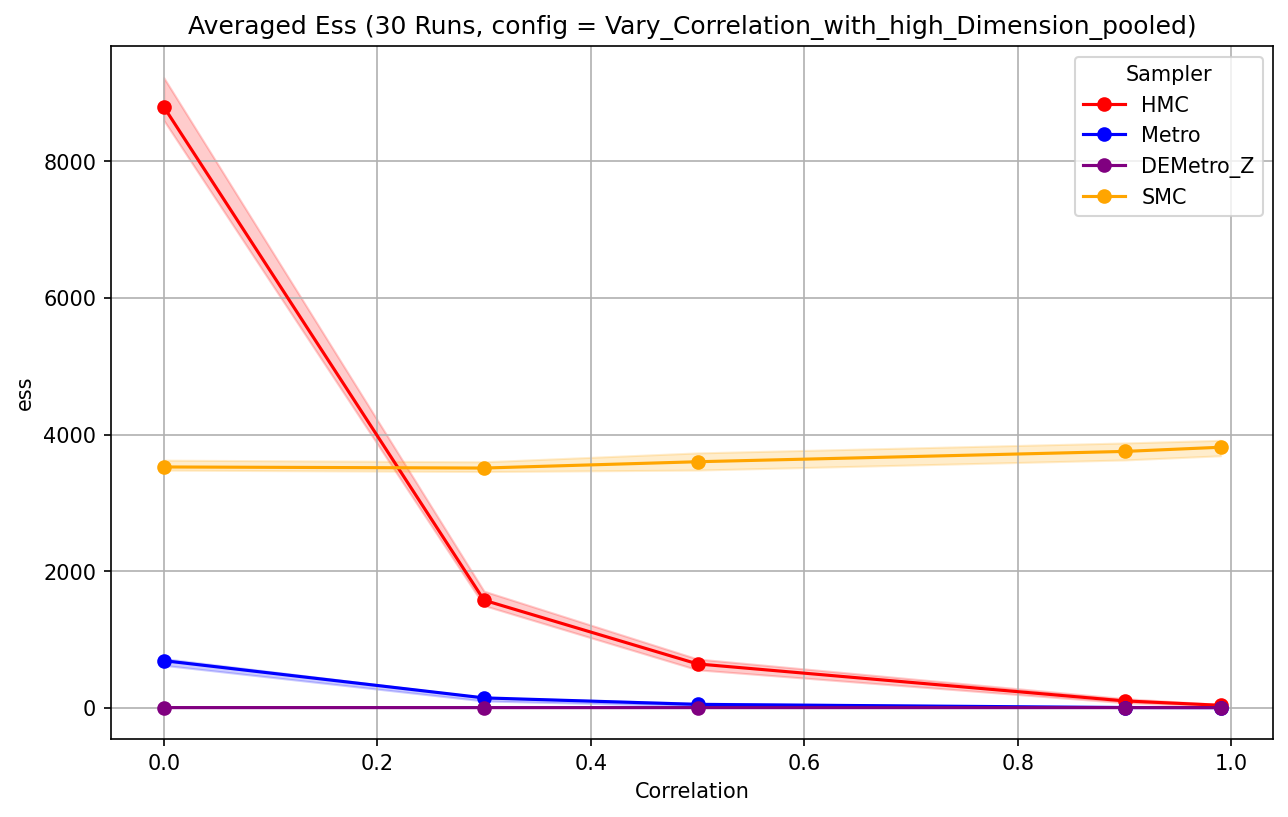 Averaged Ess (30 Runs, config = Vary_Correlation_with_high_Dimension_pooled)
Sampler
HMC
Metro
DEMetro_Z
SMC
ess
8000
6000
4000
2000
0
0.0 0.2 0.4 0.6 0.8 1.0
Correlation